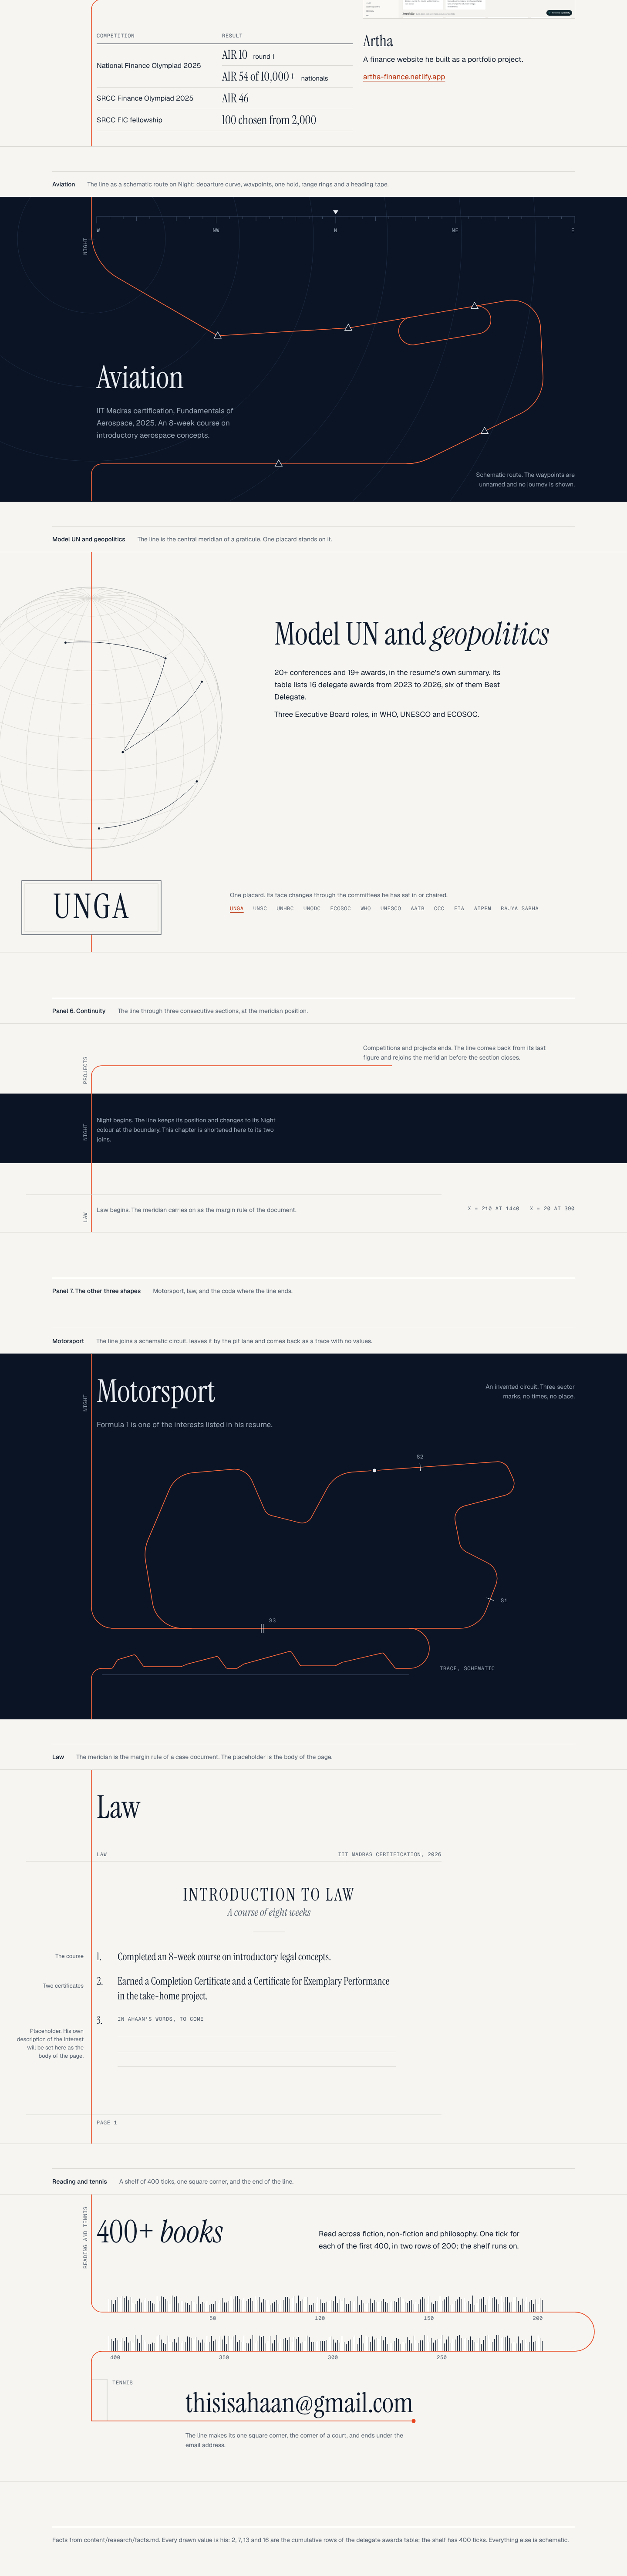 COMPETITION
RESULT
National Finance Olympiad 2025
AIR 10 round 1
AIR 54 of 10,000+ nationals
SRCC Finance Olympiad 2025
AIR 46
SRCC FIC fellowship
100 chosen from 2,000
Artha
A finance website he built as a portfolio project.
artha-finance.netlify.app
Aviation The line as a schematic route on Night: departure curve, waypoints, one hold, range rings and a heading tape.
W NW N NE E
NIGHT
Aviation
IIT Madras certification, Fundamentals of
Aerospace, 2025. An 8-week course on
introductory aerospace concepts.
Schematic route. The waypoints are
unnamed and no journey is shown.
Model UN and geopolitics The line is the central meridian of a graticule. One placard stands on it.
Model UN and geopolitics
20+ conferences and 19+ awards, in the resume's own summary. Its
table lists 16 delegate awards from 2023 to 2026, six of them Best
Delegate.
Three Executive Board roles, in WHO, UNESCO and ECOSOC.
UNGA
One placard. Its face changes through the committees he has sat in or chaired.
UNGA UNSC UNHRC UNODC ECOSOC WHO UNESCO AAIB CCC FIA AIPPM RAJYA SABHA
Panel 6. Continuity The line through three consecutive sections, at the meridian position.
PROJECTS
Competitions and projects ends. The line comes back from its last
figure and rejoins the meridian before the section closes.
NIGHT
Night begins. The line keeps its position and changes to its Night
colour at the boundary. This chapter is shortened here to its two
joins.
LAW
Law begins. The meridian carries on as the margin rule of the document.
X = 210 AT 1440 X = 20 AT 390
Panel 7. The other three shapes Motorsport, law, and the coda where the line ends.
Motorsport The line joins a schematic circuit, leaves it by the pit lane and comes back as a trace with no values.
NIGHT
Motorsport
Formula 1 is one of the interests listed in his resume.
An invented circuit. Three sector
marks, no times, no place.
S2
S1
S3
TRACE, SCHEMATIC
Law The meridian is the margin rule of a case document. The placeholder is the body of the page.
Law
LAW
IIT MADRAS CERTIFICATION, 2026
INTRODUCTION TO LAW
A course of eight weeks
The course
1. Completed an 8-week course on introductory legal concepts.
Two certificates
2. Earned a Completion Certificate and a Certificate for Exemplary Performance
in the take-home project.
3. IN AHAAN'S WORDS, TO COME
Placeholder. His own
description of the interest
will be set here as the
body of the page.
PAGE 1
Reading and tennis A shelf of 400 ticks, one square corner, and the end of the line.
READING AND TENNIS
400+ books
Read across fiction, non-fiction and philosophy. One tick for
each of the first 400, in two rows of 200; the shelf runs on.
50 100 150 200
400 350 300 250
TENNIS
thisisahaan@gmail.com
The line makes its one square corner, the corner of a court, and ends under the
email address.
Facts from content/research/facts.md. Every drawn value is his: 2, 7, 13 and 16 are the cumulative rows of the delegate awards table; the shelf has 400 ticks. Everything else is schematic.